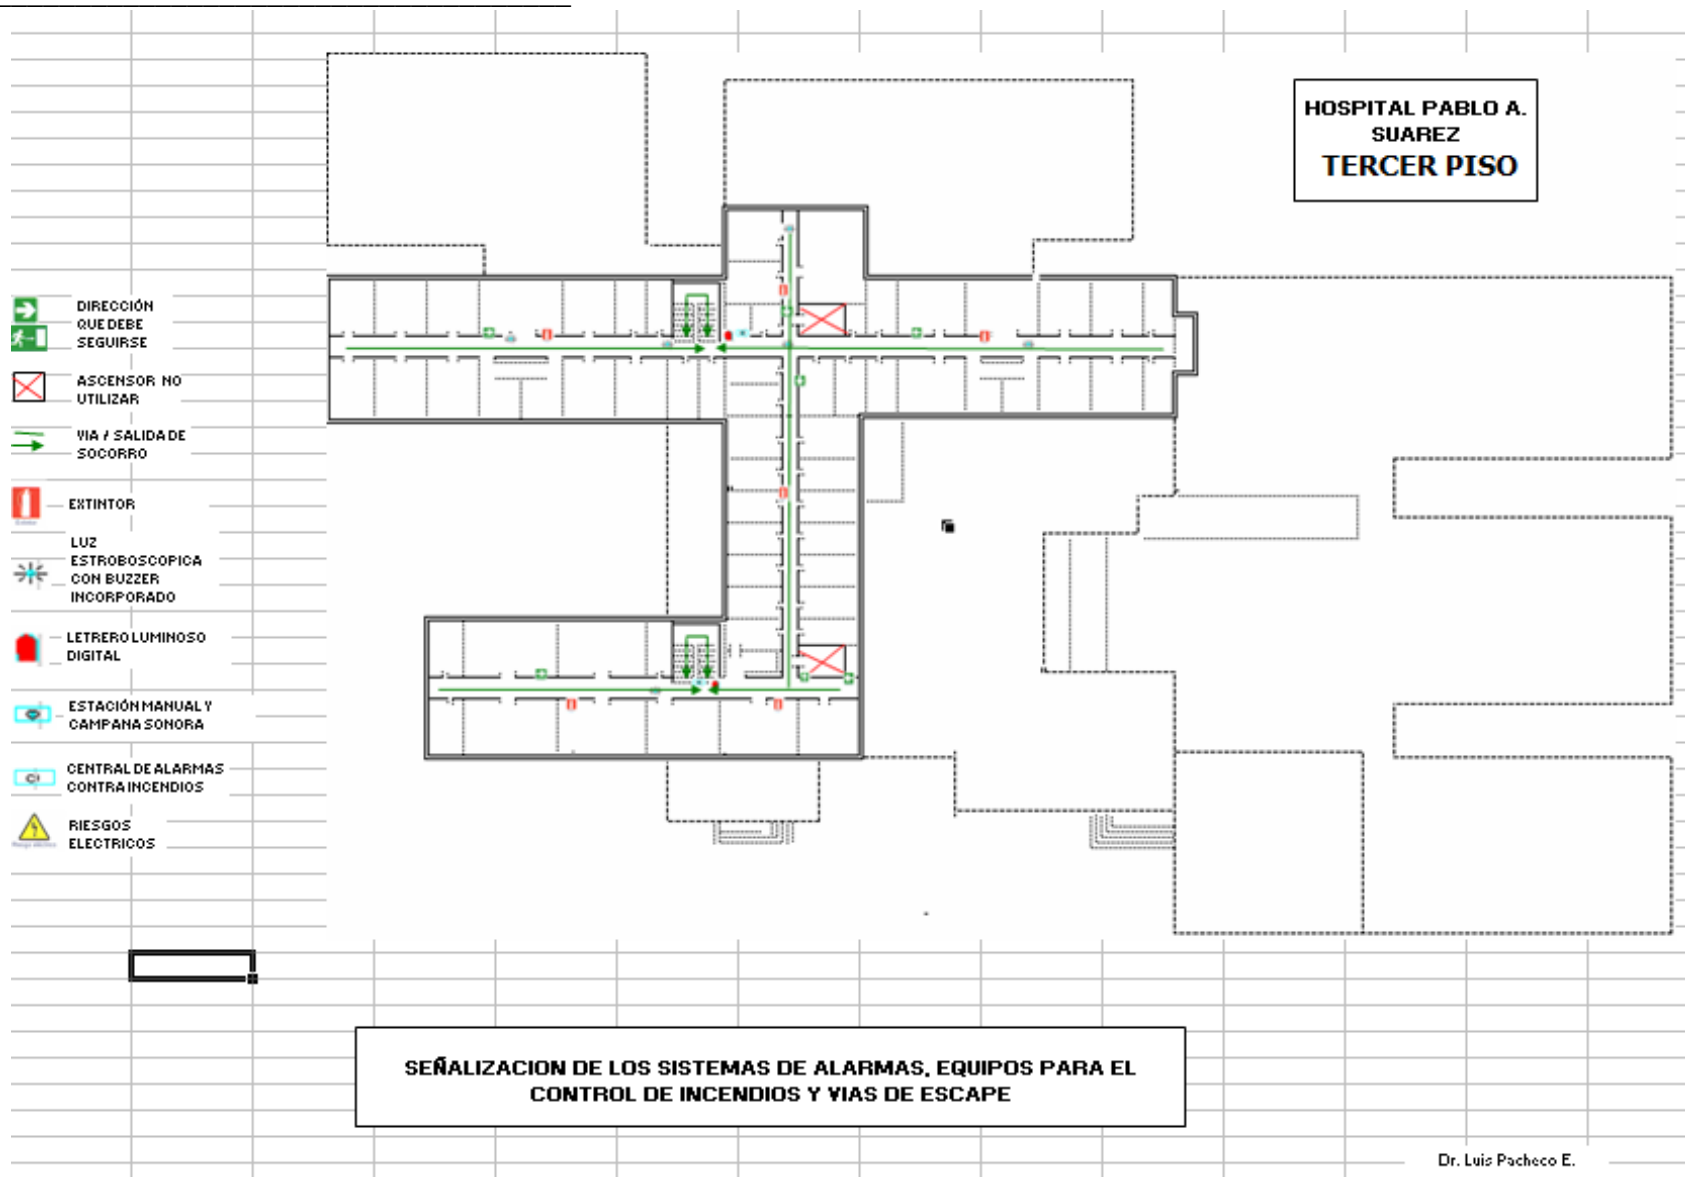 HOSPITAL PABLO A.
SUAREZ
TERCER PISO
DIRECCIÓN
QUE DEBE
SEGUIRSE
ASCENSOR NO
UTILIZAR
VIA / SALIDA DE
SOCORRO
EXTINTOR
LUZ
ESTROBOSCOPICA
CON BUZZER
INCORPORADO
LETRERO LUMINOSO
DIGITAL
ESTACIÓN MANUAL Y
CAMPANA SONORA
CENTRAL DE ALARMAS
CONTRA INCENDIOS
RIESGOS
ELECTRICOS
SEÑALIZACION DE LOS SISTEMAS DE ALARMAS, EQUIPOS PARA EL
CONTROL DE INCENDIOS Y VIAS DE ESCAPE
Dr. Luis Pacheco E.